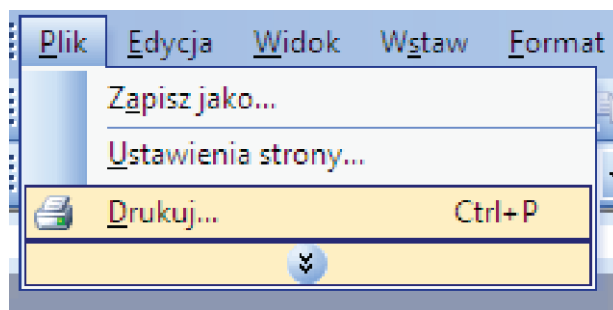 Plik Edycja Widok Wstaw Format
Zapisz jako...
Ustawienia strony...
Drukuj... Ctrl+P